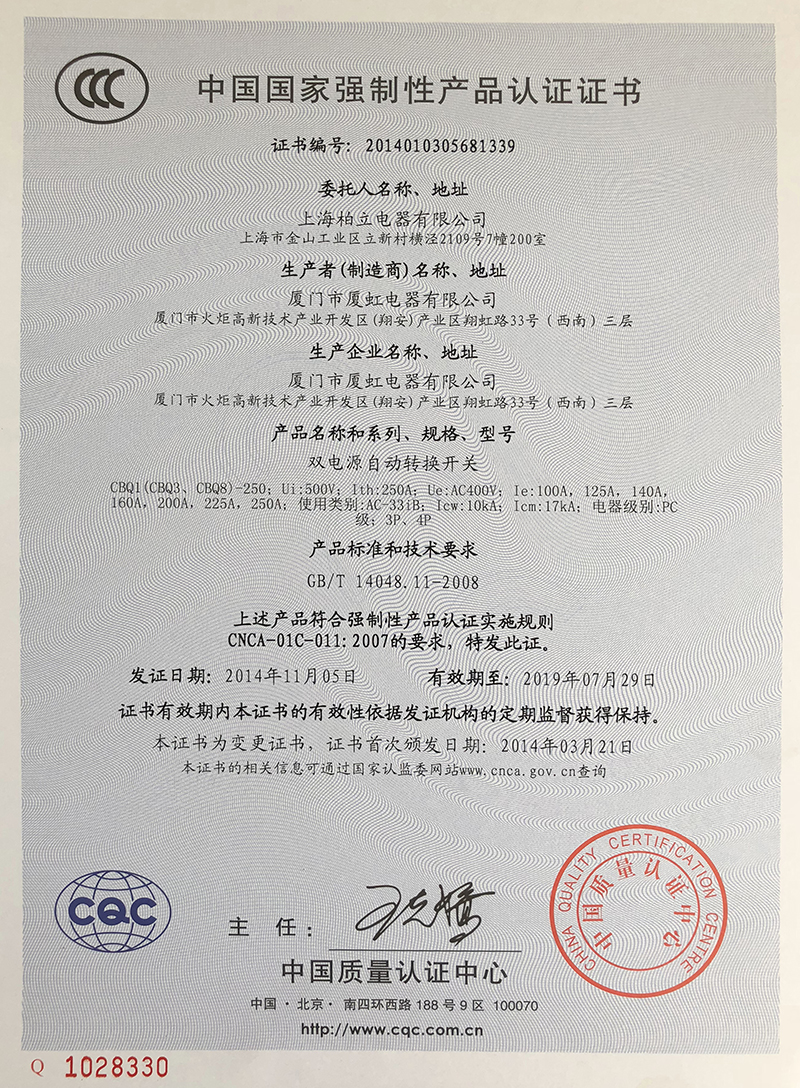 CCC
中国国家强制性产品认证证书
证书编号：2014010305681339
委托人名称、地址
上海柏立电器有限公司
上海市金山工业区立新村横泾2109号7幢200室
生产者(制造商)名称、地址
厦门市厦虹电器有限公司
厦门市火炬高新技术产业开发区(翔安)产业区翔虹路33号（西南）三层
生产企业名称、地址
厦门市厦虹电器有限公司
厦门市火炬高新技术产业开发区(翔安)产业区翔虹路33号（西南）三层
产品名称和系列、规格、型号
双电源自动转换开关
CBQ1(CBQ3、CBQ8)-250；Ui:500V；Ith:250A；Ue:AC400V；Ie:100A，125A，140A，
160A，200A，225A，250A；使用类别:AC-33iB；Icw:10kA；Icm:17kA；电器级别:PC
级；3P、4P
产品标准和技术要求
GB/T 14048.11-2008
上述产品符合强制性产品认证实施规则
CNCA-01C-011:2007的要求，特发此证。
发证日期：2014年11月05日 有效期至：2019年07月29日
证书有效期内本证书的有效性依据发证机构的定期监督获得保持。
本证书为变更证书，证书首次颁发日期：2014年03月21日
本证书的相关信息可通过国家认监委网站www.cnca.gov.cn查询
CQC
主 任：
CHINA QUALITY CERTIFICATION CENTRE
中国质量认证中心
中国质量认证中心
中国·北京·南四环西路188号9区 100070
http://www.cqc.com.cn
Q 1028330